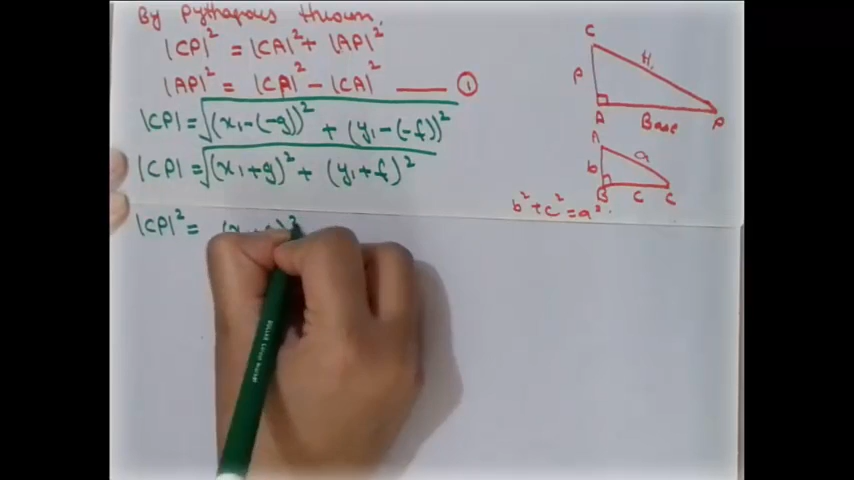 By Pythagorus theorem,
|CP|² = |CA|² + |AP|²
|AP|² = |CP|² - |CA|² —— ①
|CP| = √(x₁-(-g))² + (y₁-(-f))²
|CP| = √(x₁+g)² + (y₁+f)²
|CP|² =
C
P H
A Base P
A
b a
B C C
b² + c² = a².